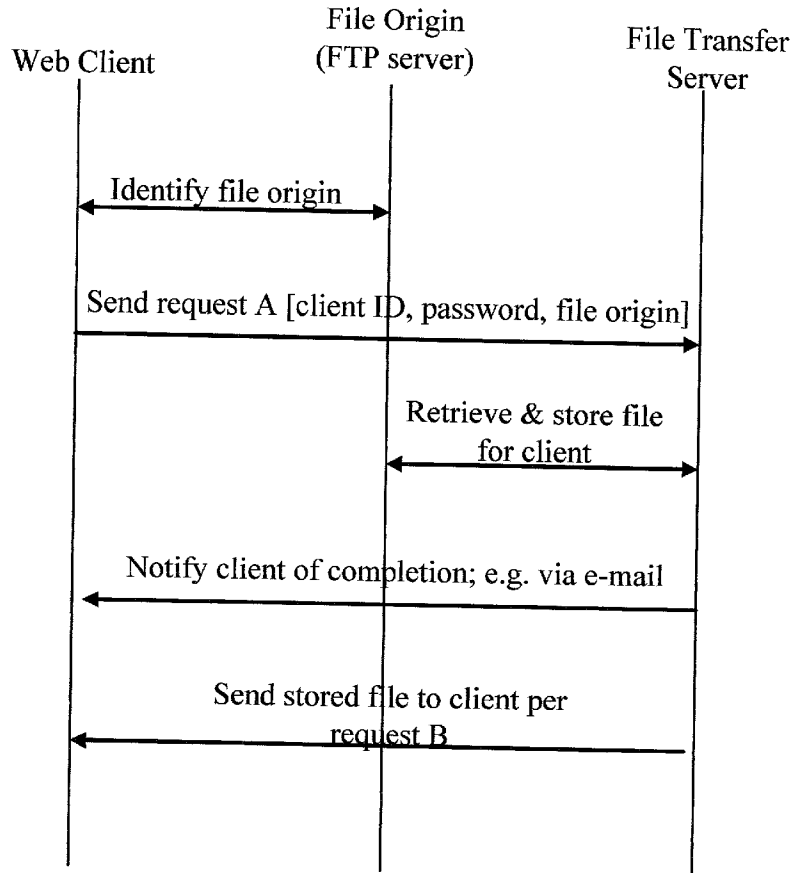 Web Client
File Origin
(FTP server)
File Transfer
Server
Identify file origin
Send request A [client ID, password, file origin]
Retrieve & store file
for client
Notify client of completion; e.g. via e-mail
Send stored file to client per
request B